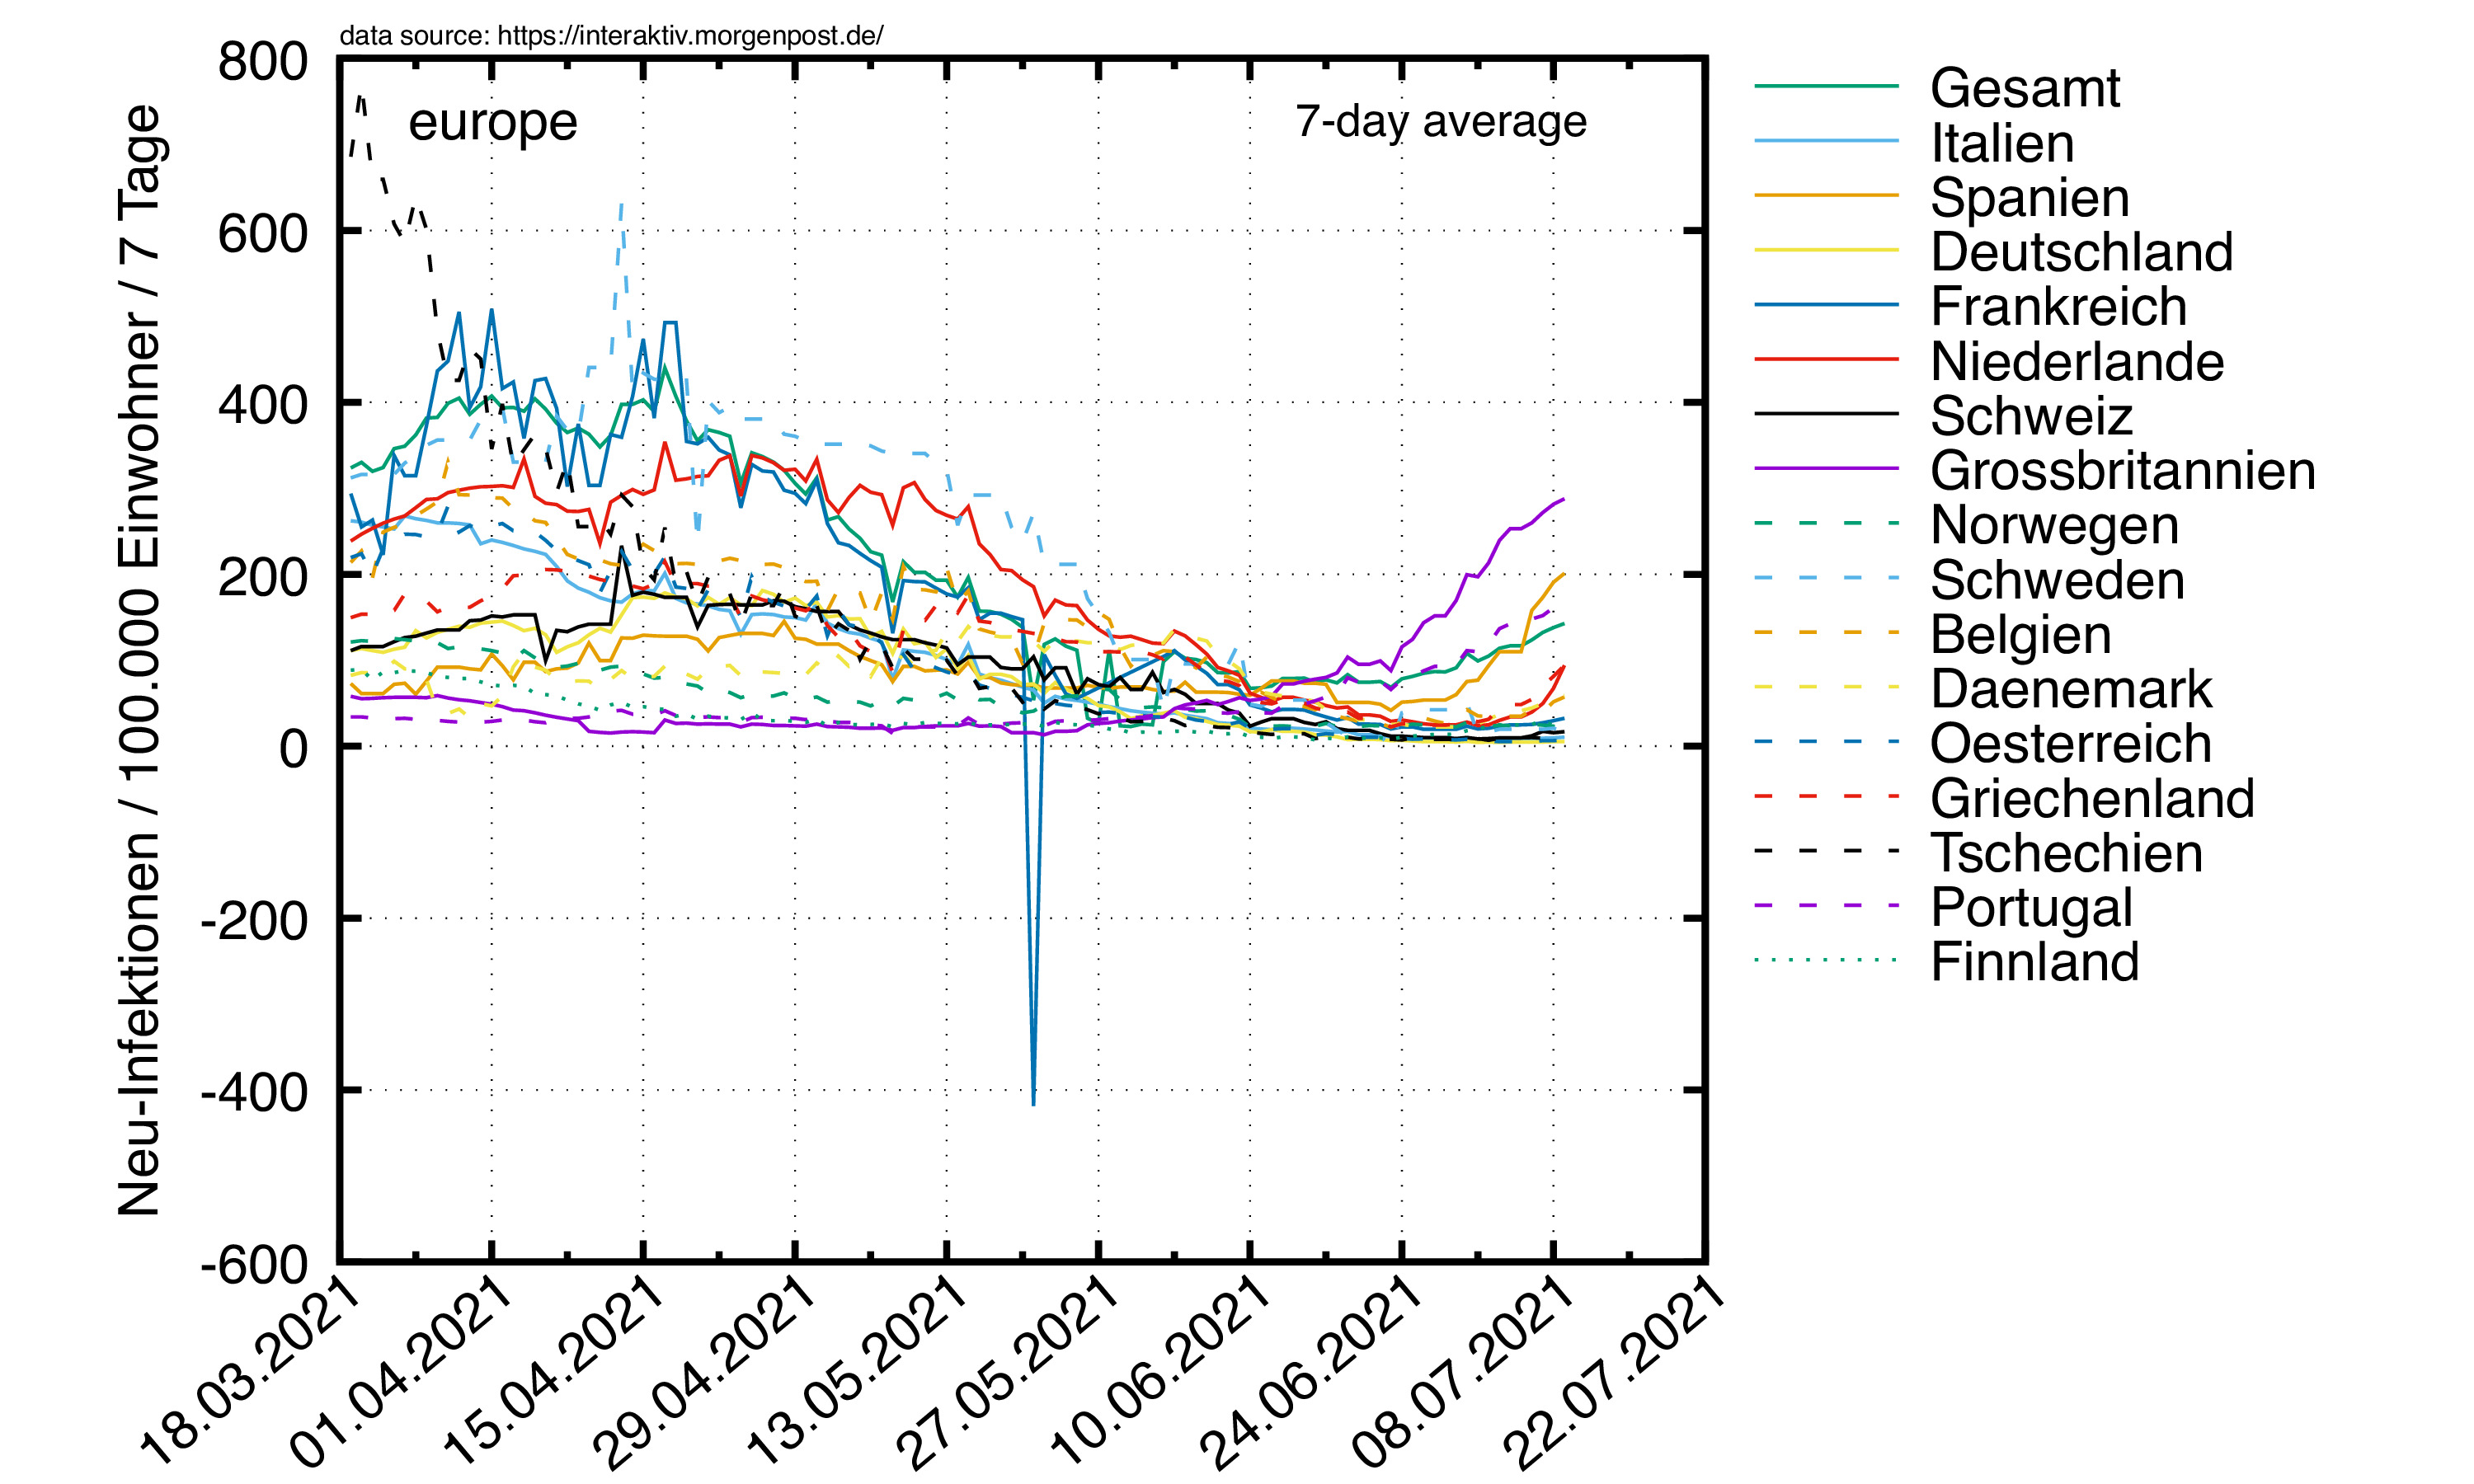 data source: https://interaktiv.morgenpost.de/
europe
7-day average
Neu-Infektionen / 100.000 Einwohner / 7 Tage
800
600
400
200
0
-200
-400
-600
18.03.2021
01.04.2021
15.04.2021
29.04.2021
13.05.2021
27.05.2021
10.06.2021
24.06.2021
08.07.2021
22.07.2021
Gesamt
Italien
Spanien
Deutschland
Frankreich
Niederlande
Schweiz
Grossbritannien
Norwegen
Schweden
Belgien
Daenemark
Oesterreich
Griechenland
Tschechien
Portugal
Finnland